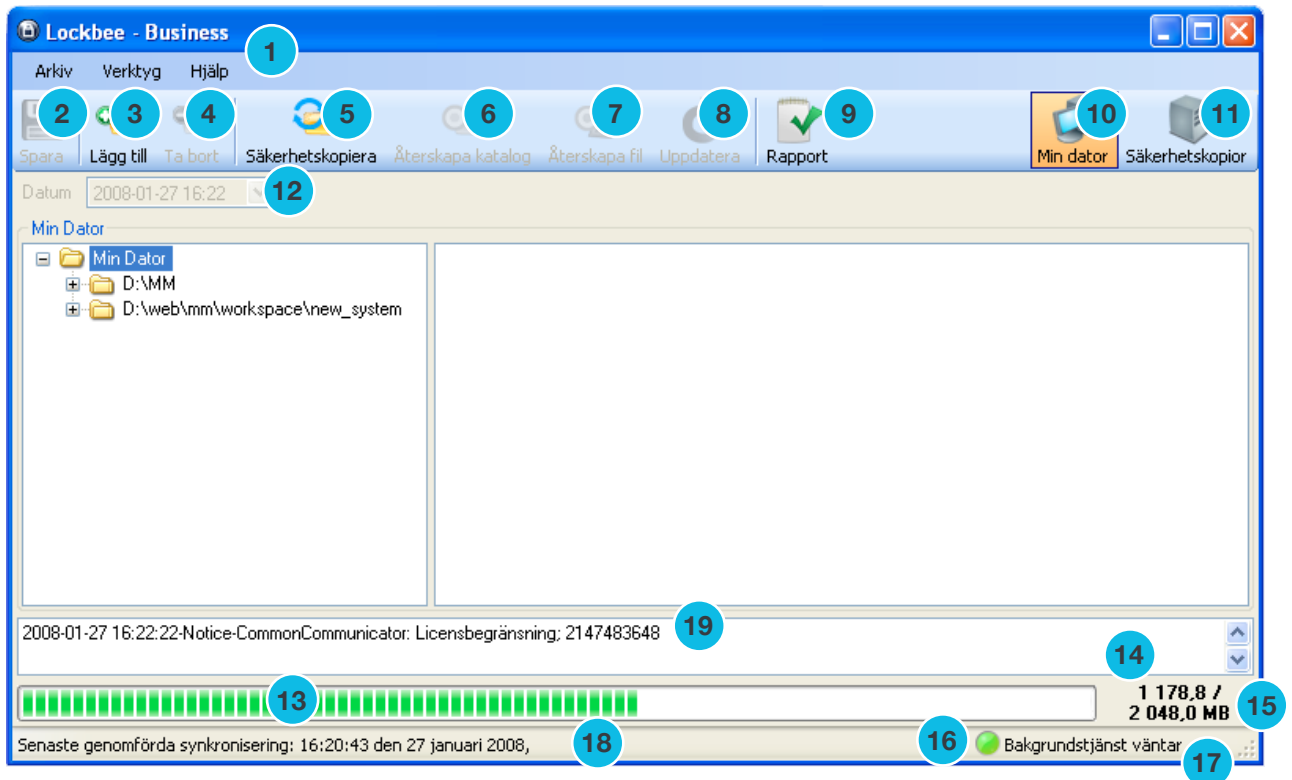 Lockbee - Business
1
Arkiv Verktyg Hjälp
2 3 4 5 6 7 8 9 10 11
Spara Lägg till Ta bort Säkerhetskopiera Återskapa katalog Återskapa fil Uppdatera Rapport Min dator Säkerhetskopior
Datum 2008-01-27 16:22 12
Min Dator
Min Dator
D:\MM
D:\web\mm\workspace\new_system
2008-01-27 16:22:22-Notice-CommonCommunicator: Licensbegränsning; 2147483648 19
14
13 1 178,8 /
2 048,0 MB 15
Senaste genomförda synkronisering: 16:20:43 den 27 januari 2008, 18 16 Bakgrundstjänst väntar
17